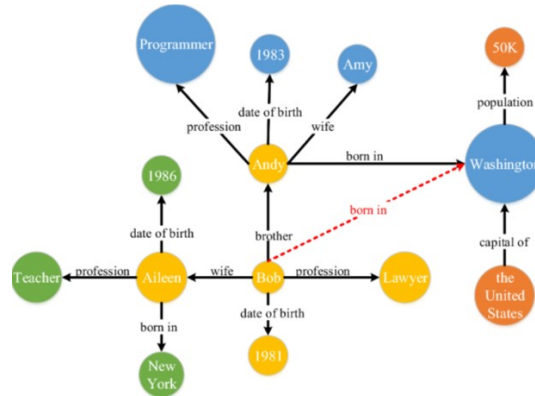 Programmer
1983
Amy
50K
date of birth
population
profession
wife
Andy
born in
Washington
1986
born in
date of birth
brother
capital of
Teacher
profession
Aileen
wife
Bob
profession
Lawyer
the
United
States
born in
date of birth
New
York
1981